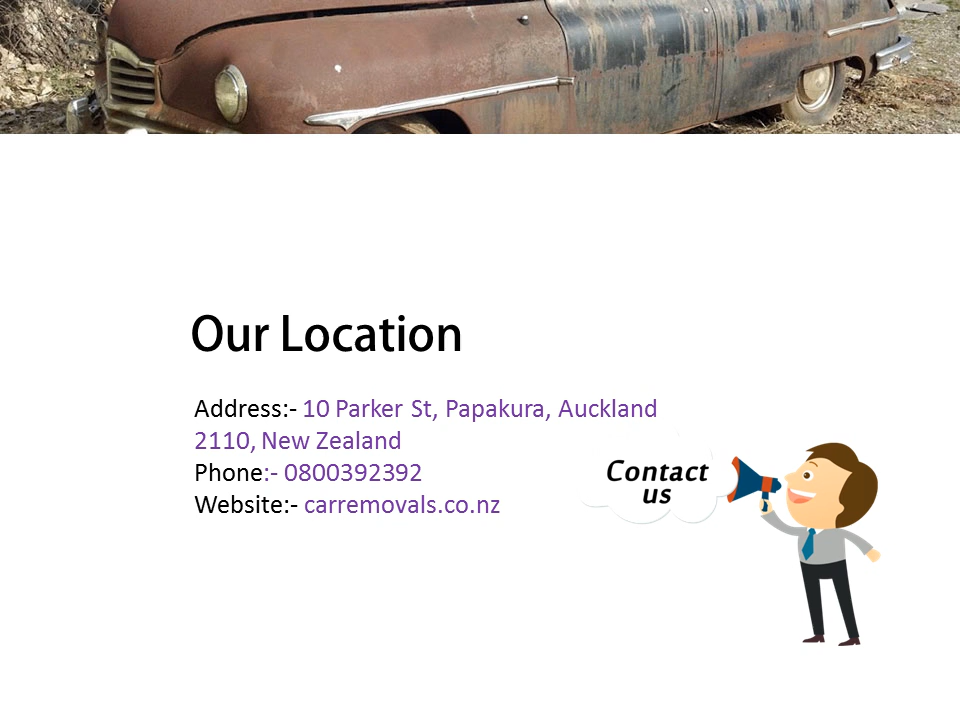 Our Location
Address:- 10 Parker St, Papakura, Auckland
2110, New Zealand
Phone:- 0800392392
Website:- carremovals.co.nz
Contact
us